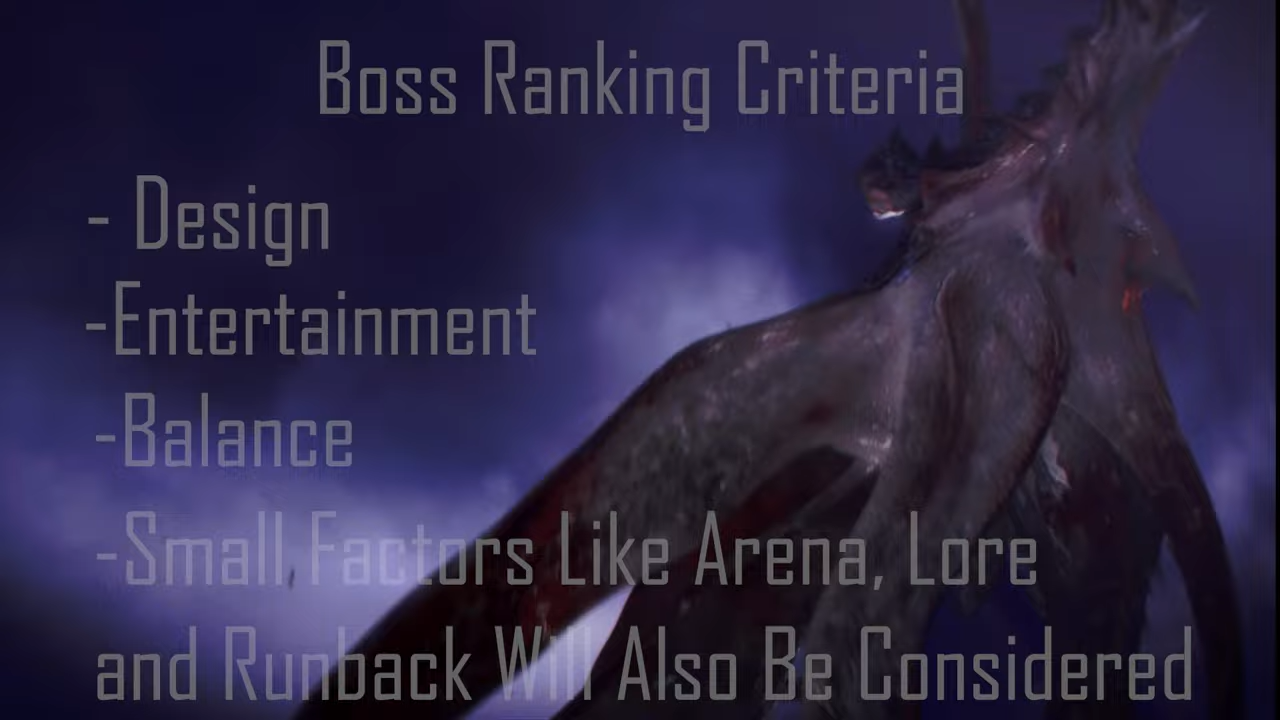 Boss Ranking Criteria
- Design
-Entertainment
-Balance
-Small Factors Like Arena, Lore
and Runback Will Also Be Considered